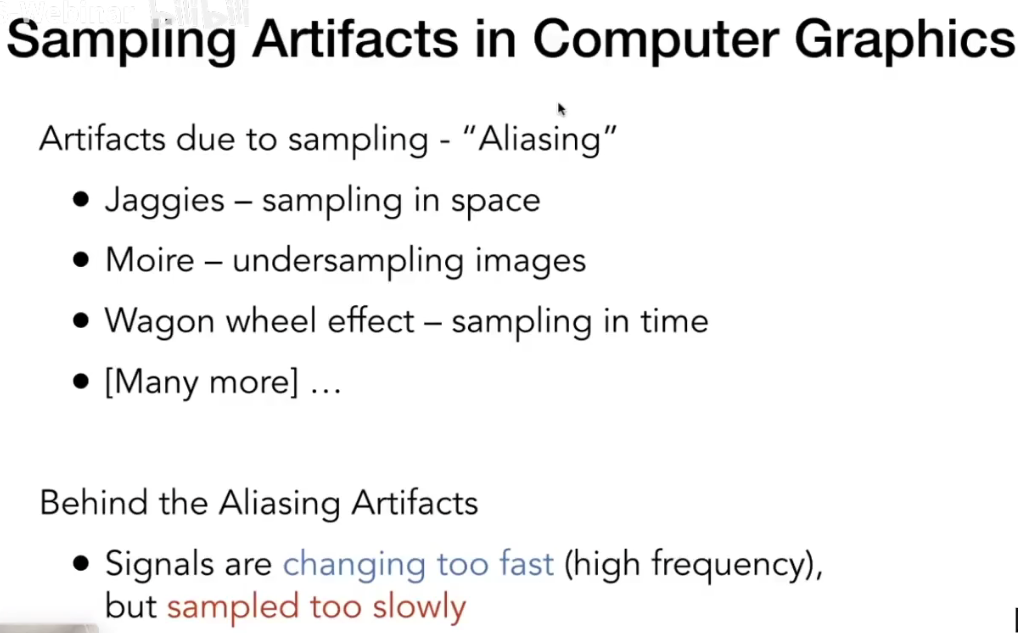 Sampling Artifacts in Computer Graphics
Artifacts due to sampling - “Aliasing”
● Jaggies – sampling in space
● Moire – undersampling images
● Wagon wheel effect – sampling in time
● [Many more] …
Behind the Aliasing Artifacts
● Signals are changing too fast (high frequency),
but sampled too slowly